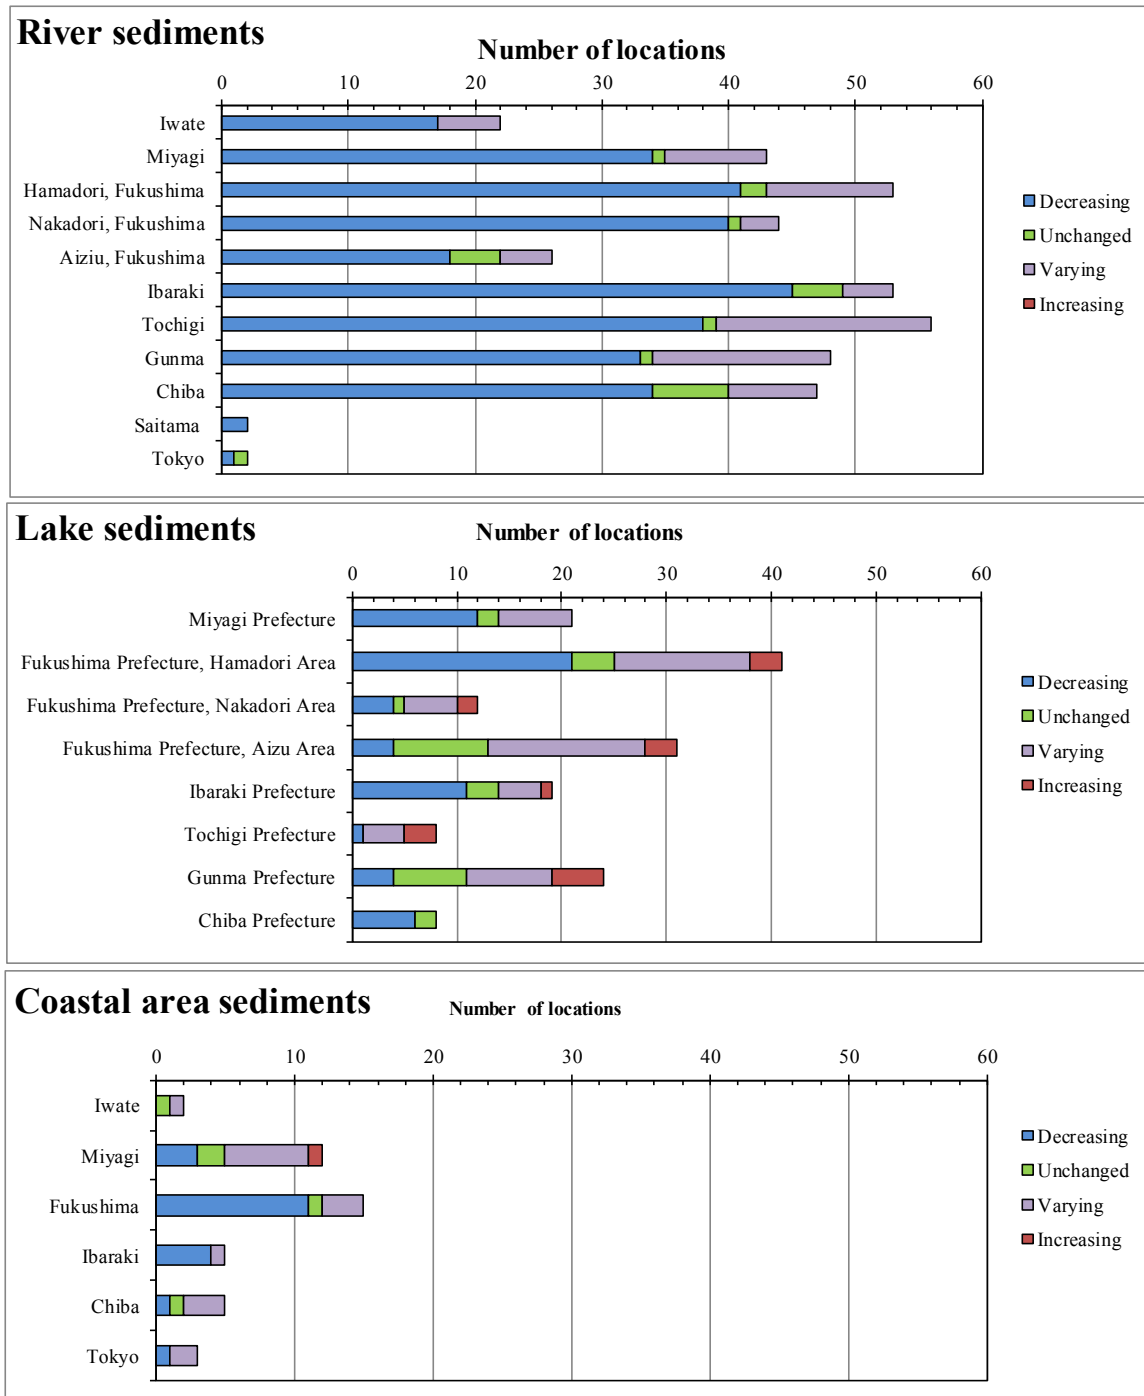 River sediments
Number of locations
0 10 20 30 40 50 60
Iwate
Miyagi
Hamadori, Fukushima
Nakadori, Fukushima
Aiziu, Fukushima
Ibaraki
Tochigi
Gunma
Chiba
Saitama
Tokyo
Decreasing
Unchanged
Varying
Increasing
Lake sediments
Number of locations
0 10 20 30 40 50 60
Miyagi Prefecture
Fukushima Prefecture, Hamadori Area
Fukushima Prefecture, Nakadori Area
Fukushima Prefecture, Aizu Area
Ibaraki Prefecture
Tochigi Prefecture
Gunma Prefecture
Chiba Prefecture
Decreasing
Unchanged
Varying
Increasing
Coastal area sediments
Number of locations
0 10 20 30 40 50 60
Iwate
Miyagi
Fukushima
Ibaraki
Chiba
Tokyo
Decreasing
Unchanged
Varying
Increasing